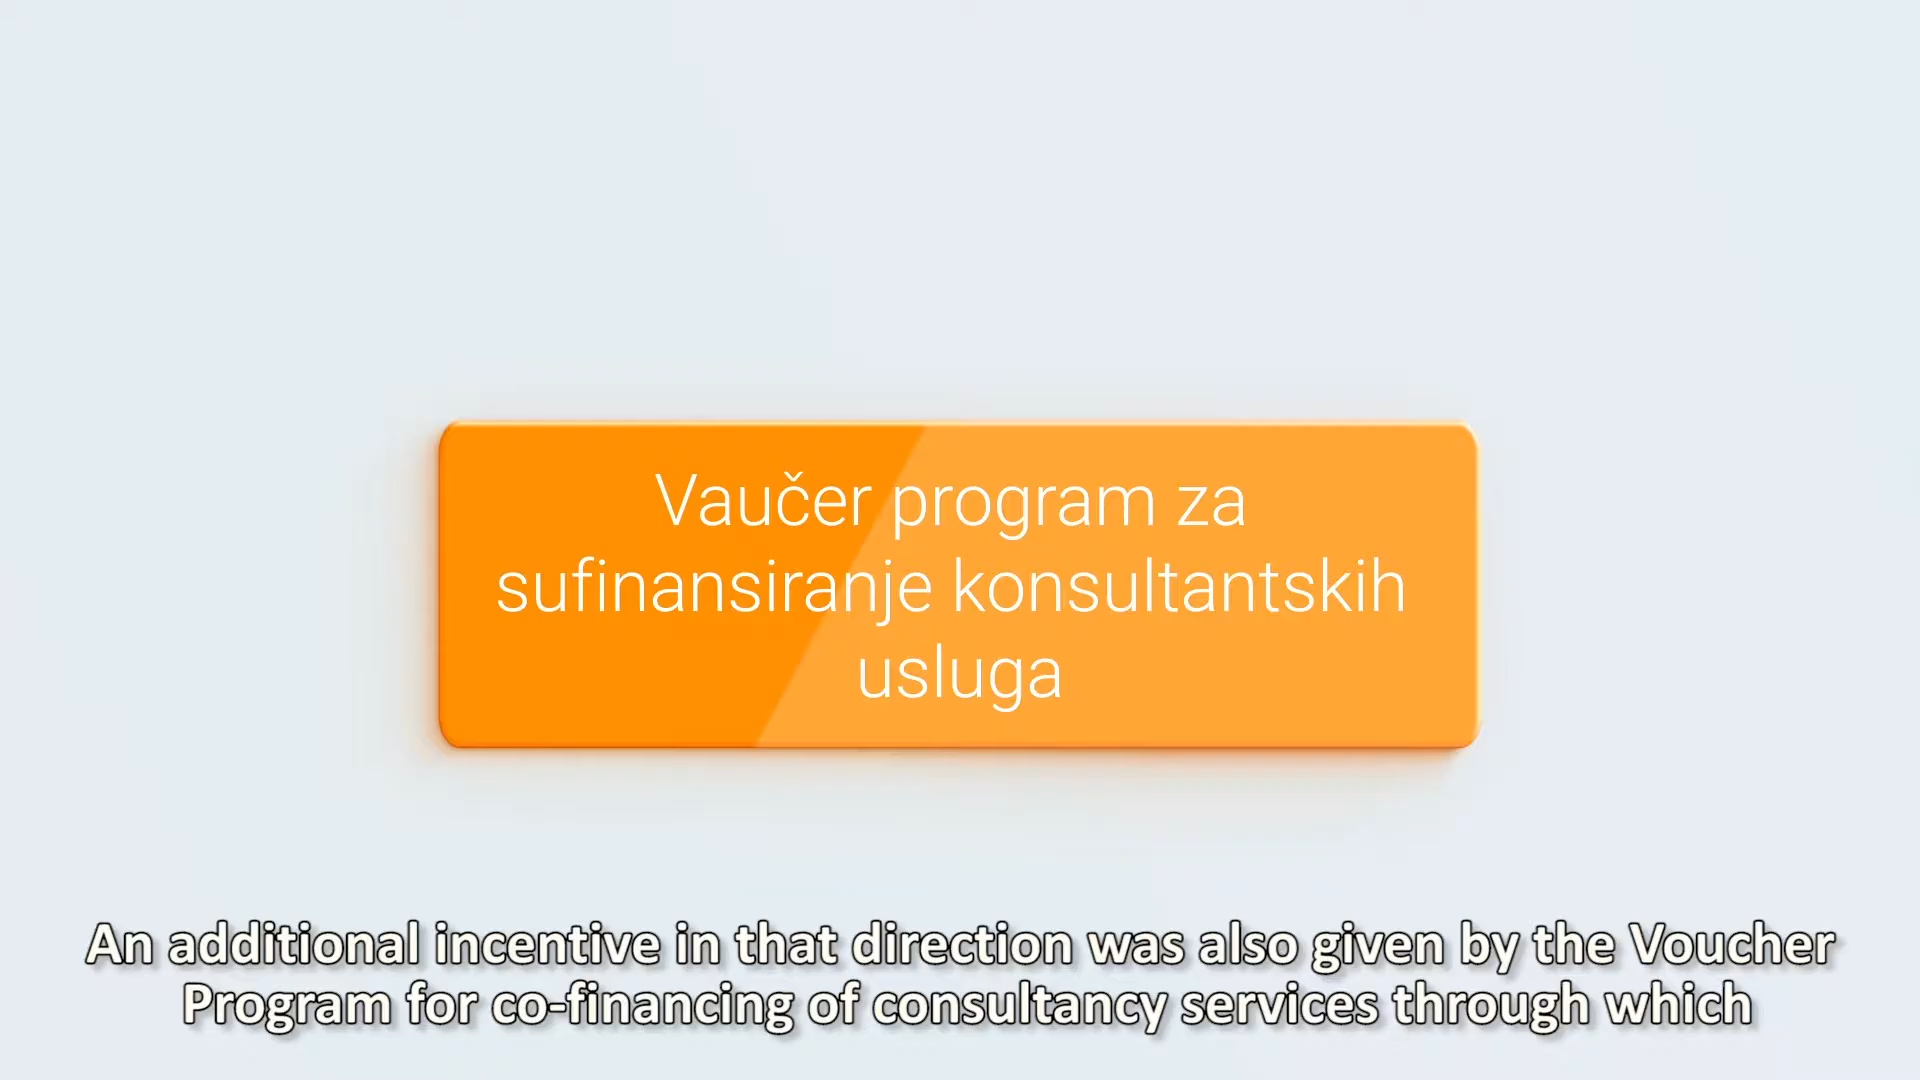 Vaučer program za
sufinansiranje konsultantskih
usluga
An additional incentive in that direction was also given by the Voucher
Program for co-financing of consultancy services through which